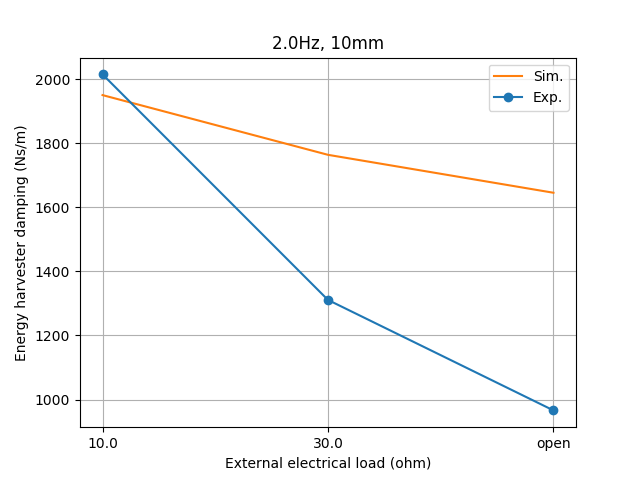 2.0Hz, 10mm
Sim.
Exp.
Energy harvester damping (Ns/m)
2000
1800
1600
1400
1200
1000
10.0
30.0
open
External electrical load (ohm)